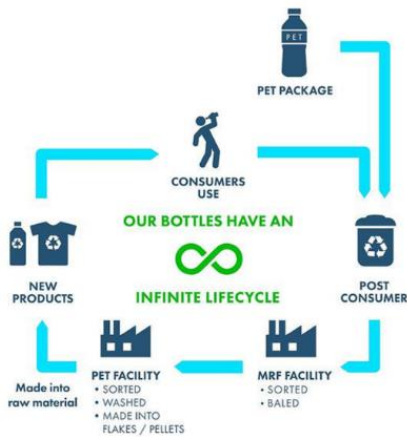 PET
PET PACKAGE
CONSUMERS
USE
OUR BOTTLES HAVE AN
INFINITE LIFECYCLE
NEW
PRODUCTS
POST
CONSUMER
PET FACILITY
• SORTED
• WASHED
• MADE INTO
FLAKES / PELLETS
MRF FACILITY
• SORTED
• BALED
Made into
raw material